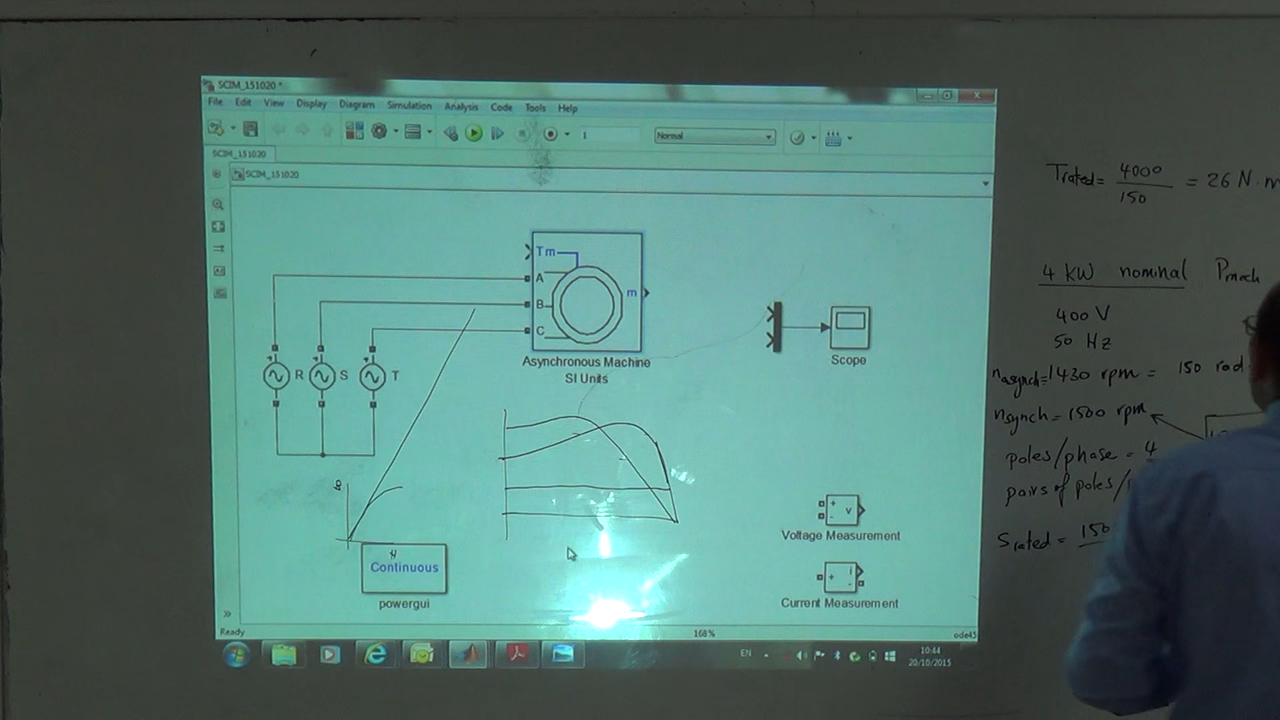 SCIM_151020 *
File Edit View Display Diagram Simulation Analysis Code Tools Help
1 Normal
SCIM_151020
SCIM_151020
Tm
A
B
C
m
Asynchronous Machine
SI Units
Scope
R S T
B
H
Continuous
powergui
v
Voltage Measurement
i
Current Measurement
Ready 168% ode45
EN 10:44
20/10/2015
Trated = 4000 / 150 = 26 N.m
4 KW nominal Pmech
400 V
50 Hz
nasynch = 1430 rpm = 150 rad
nsynch = 1500 rpm
poles/phase = 4
pairs of poles/
Srated = 150